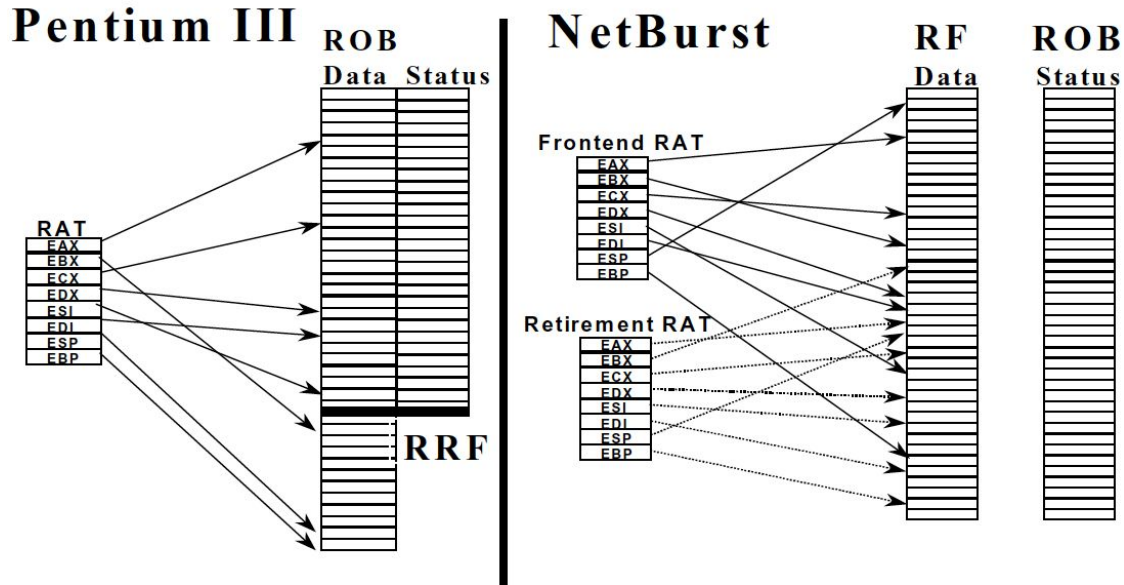 Pentium III
ROB
Data Status
RAT
EAX
EBX
ECX
EDX
ESI
EDI
ESP
EBP
RRF
NetBurst
RF
ROB
Data
Status
Frontend RAT
EAX
EBX
ECX
EDX
ESI
EDI
ESP
EBP
Retirement RAT
EAX
EBX
ECX
EDX
ESI
EDI
ESP
EBP